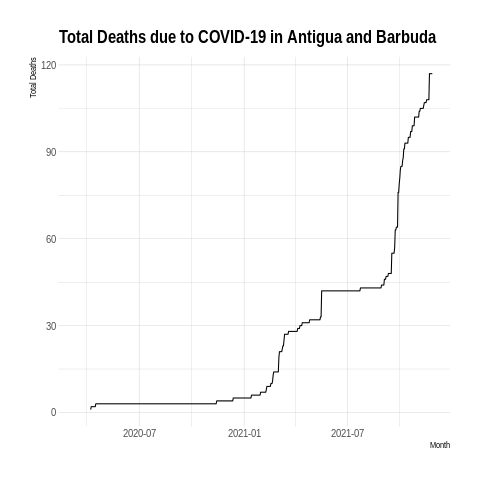 Total Deaths due to COVID-19 in Antigua and Barbuda
Total Deaths
120
90
60
30
0
2020-07 2021-01 2021-07
Month